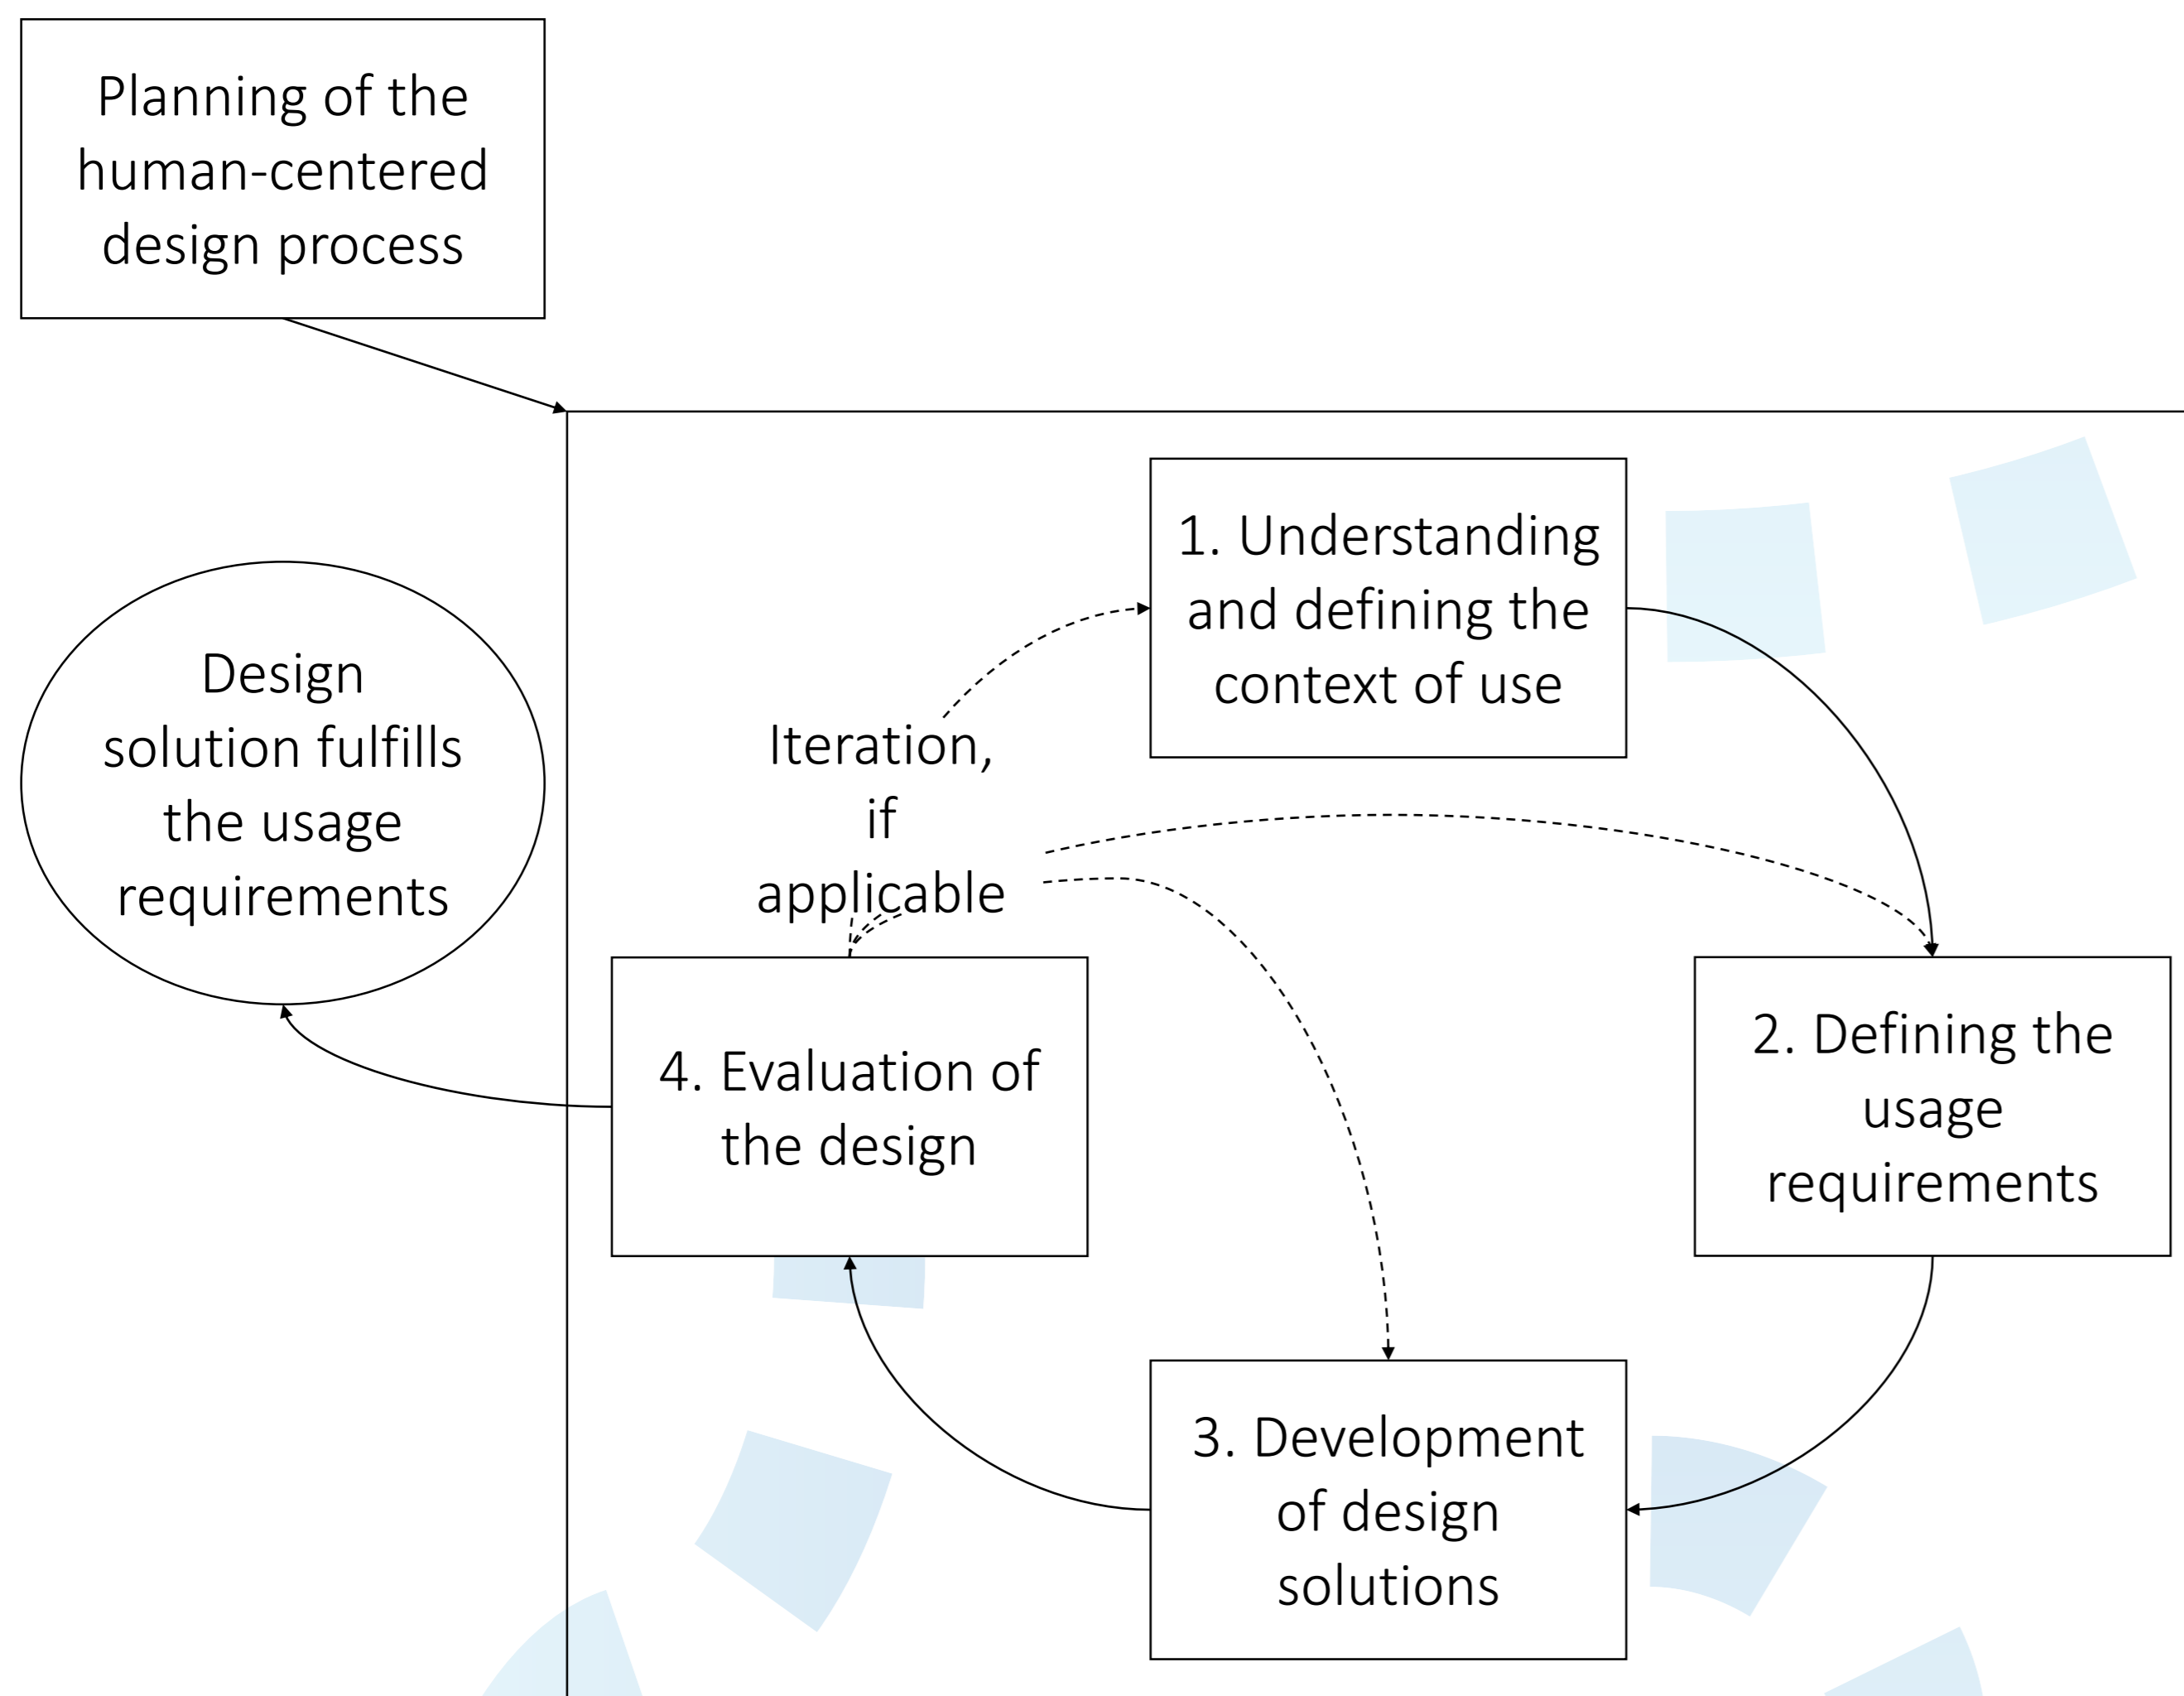 Planning of the
human-centered
design process
1. Understanding
and defining the
context of use
Design
solution fulfills
the usage
requirements
Iteration,
if
applicable
4. Evaluation of
the design
2. Defining the
usage
requirements
3. Development
of design
solutions